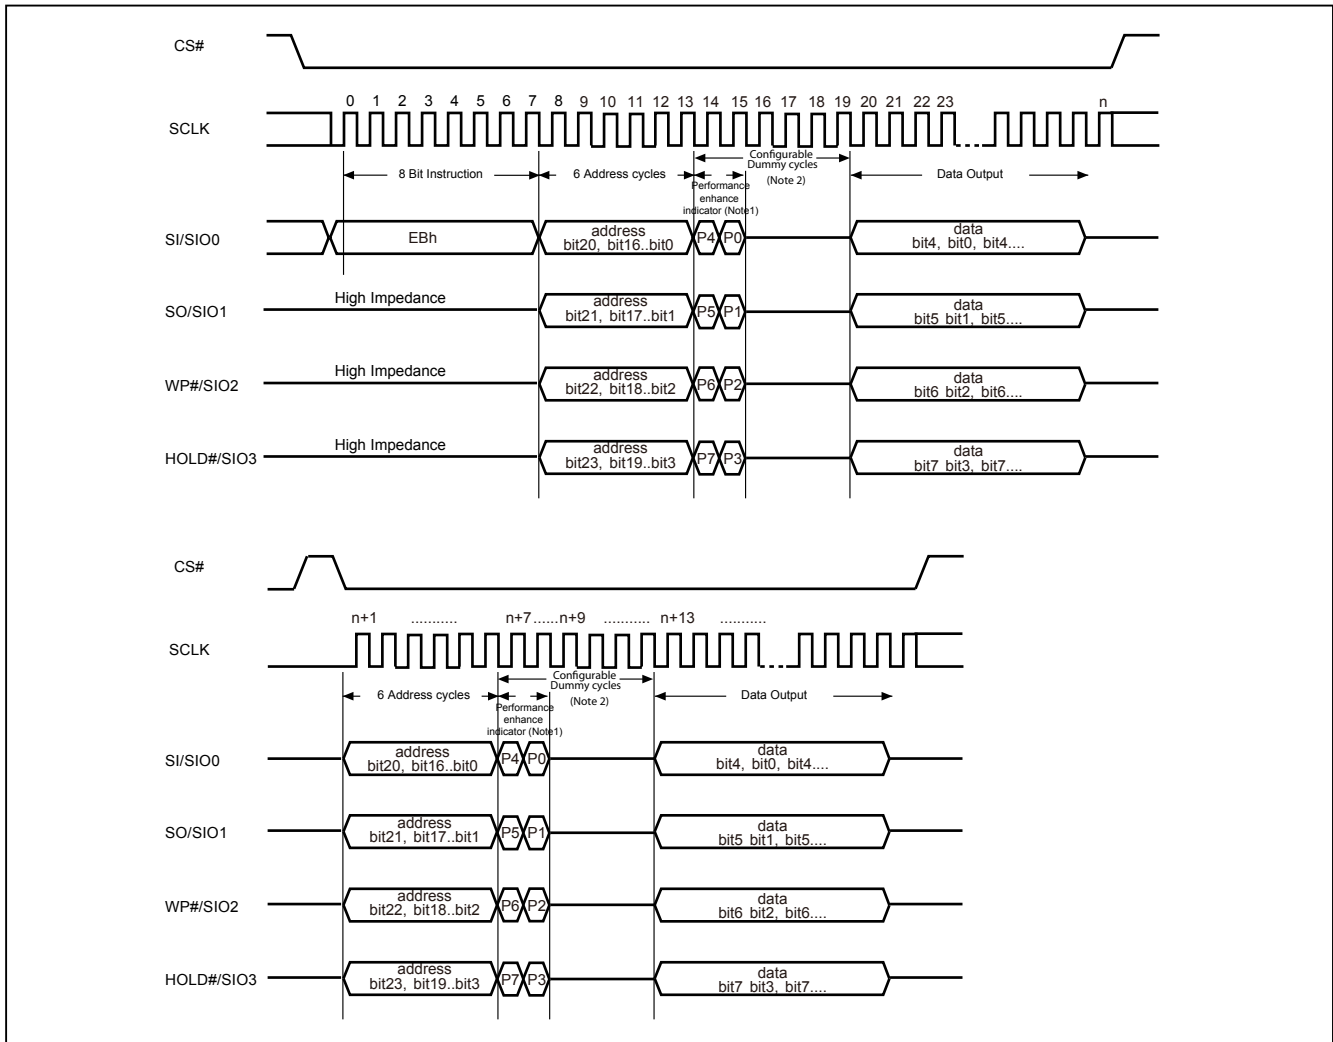 CS#
0 1 2 3 4 5 6 7 8 9 10 11 12 13 14 15 16 17 18 19 20 21 22 23 n
SCLK
Configurable
Dummy cycles
(Note 2)
8 Bit Instruction 6 Address cycles Data Output
Performance
enhance
indicator (Note1)
SI/SIO0 EBh address
bit20, bit16..bit0 P4 P0 data
bit4, bit0, bit4....
High Impedance
SO/SIO1 address
bit21, bit17..bit1 P5 P1 data
bit5 bit1, bit5....
High Impedance
WP#/SIO2 address
bit22, bit18..bit2 P6 P2 data
bit6 bit2, bit6....
High Impedance
HOLD#/SIO3 address
bit23, bit19..bit3 P7 P3 data
bit7 bit3, bit7....
CS#
n+1 ........... n+7 ...... n+9 ........... n+13 ...........
SCLK
Configurable
Dummy cycles
(Note 2)
6 Address cycles Data Output
Performance
enhance
indicator (Note1)
SI/SIO0 address
bit20, bit16..bit0 P4 P0 data
bit4, bit0, bit4....
SO/SIO1 address
bit21, bit17..bit1 P5 P1 data
bit5 bit1, bit5....
WP#/SIO2 address
bit22, bit18..bit2 P6 P2 data
bit6 bit2, bit6....
HOLD#/SIO3 address
bit23, bit19..bit3 P7 P3 data
bit7 bit3, bit7....